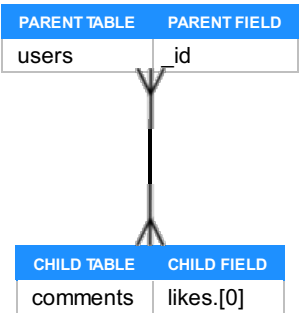 PARENT TABLE PARENT FIELD
users _id
CHILD TABLE CHILD FIELD
comments likes.[0]